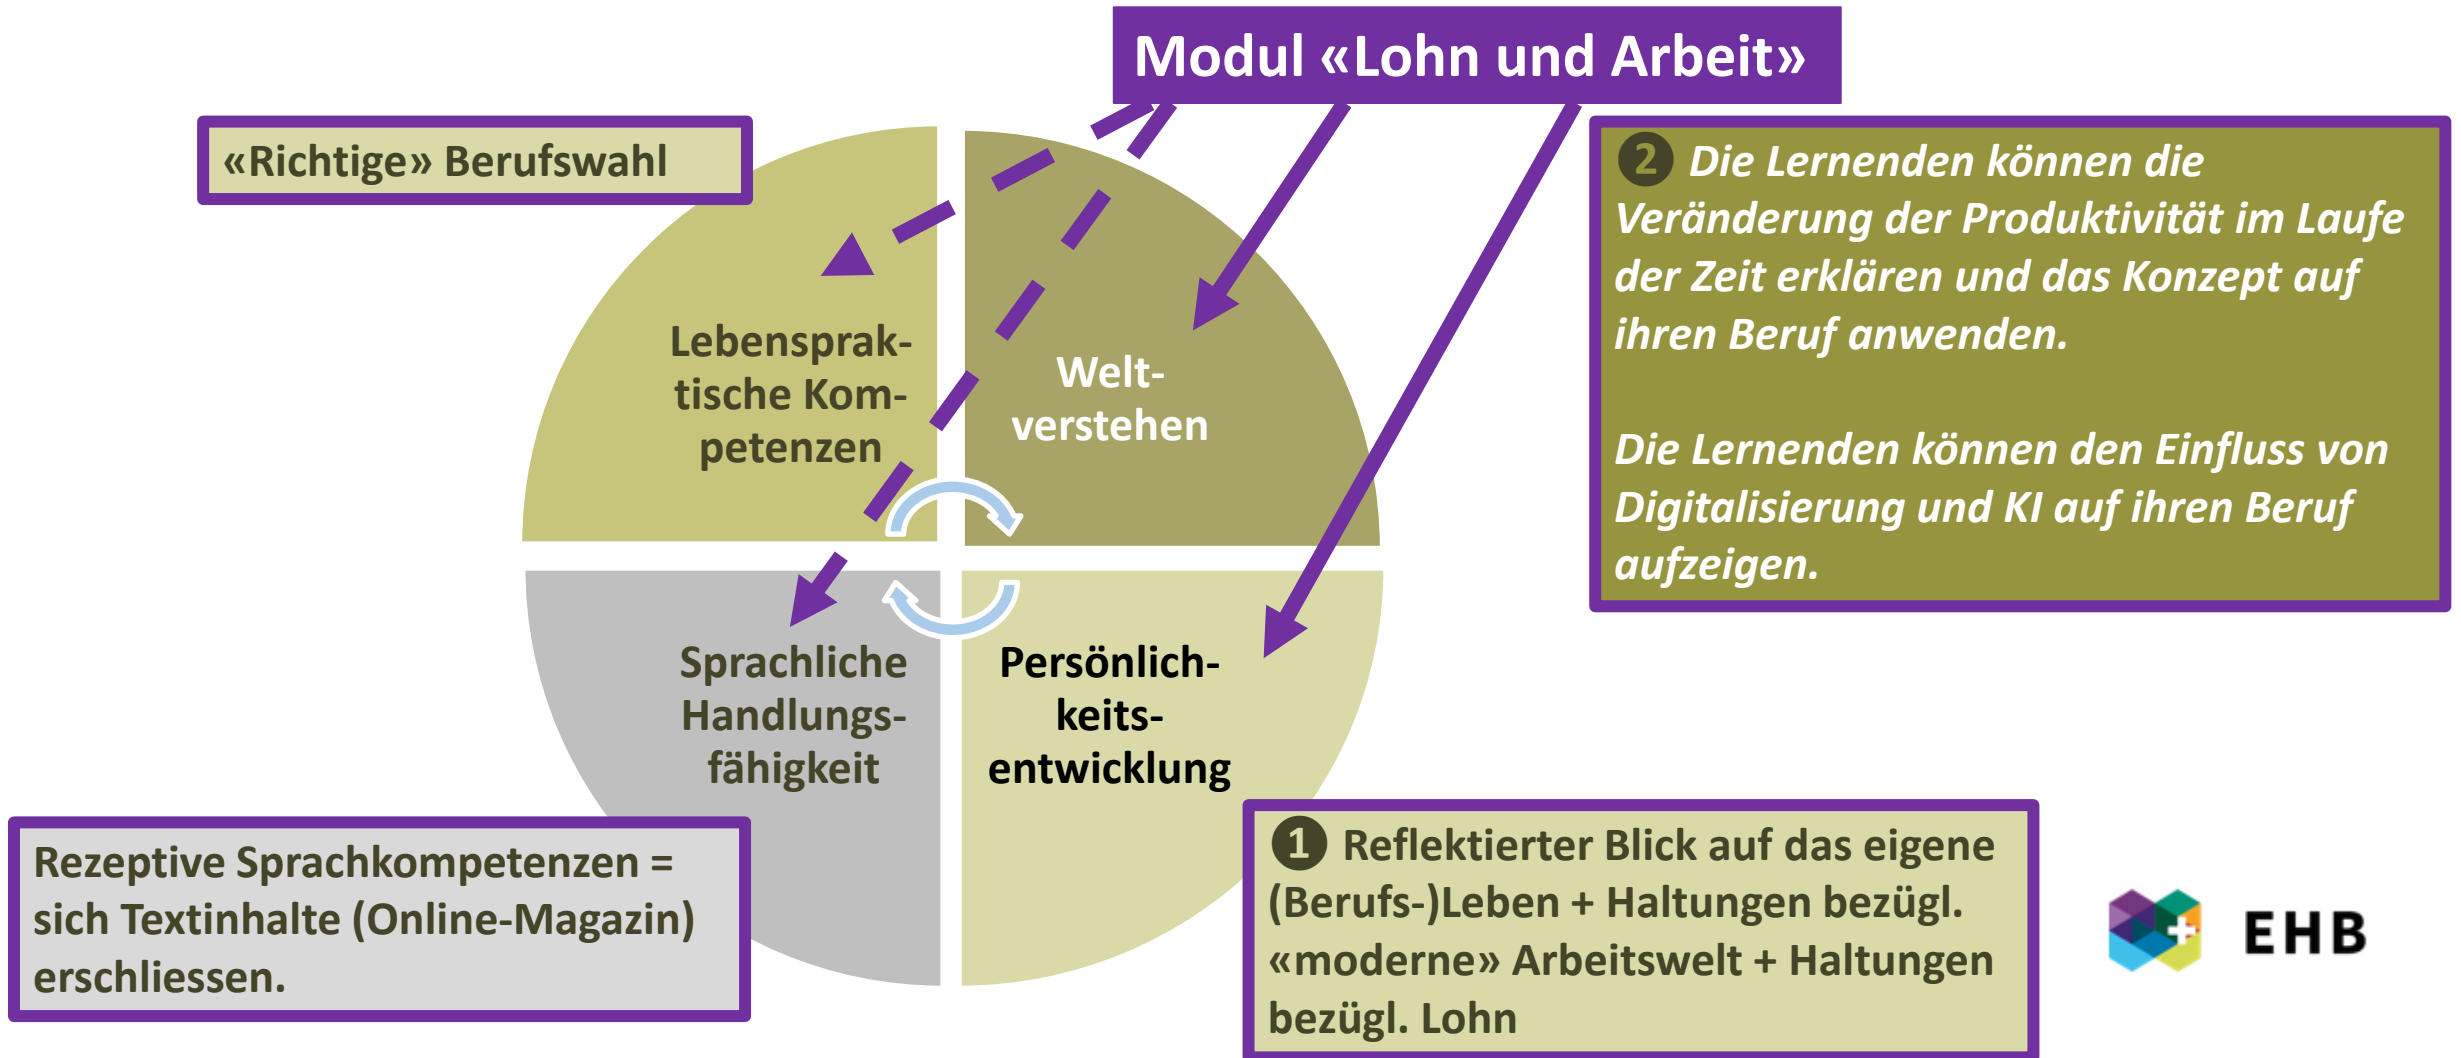 Modul «Lohn und Arbeit»
«Richtige» Berufswahl
❷ Die Lernenden können die
Veränderung der Produktivität im Laufe
der Zeit erklären und das Konzept auf
ihren Beruf anwenden.
Die Lernenden können den Einfluss von
Digitalisierung und KI auf ihren Beruf
aufzeigen.
Lebensprak-
tische Kom-
petenzen
Welt-
verstehen
Sprachliche
Handlungs-
fähigkeit
Persönlich-
keits-
entwicklung
Rezeptive Sprachkompetenzen =
sich Textinhalte (Online-Magazin)
erschliessen.
❶ Reflektierter Blick auf das eigene
(Berufs-)Leben + Haltungen bezügl.
«moderne» Arbeitswelt + Haltungen
bezügl. Lohn
EHB